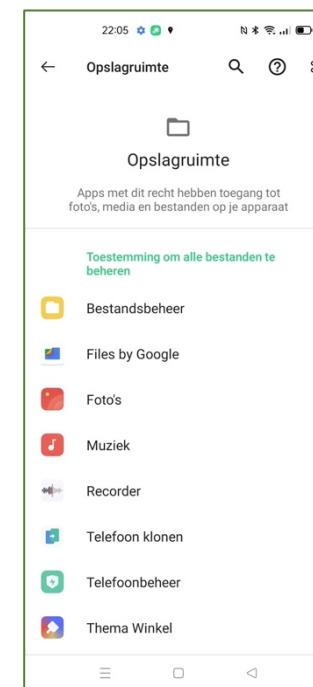 22:05
Opslagruimte
Opslagruimte
Apps met dit recht hebben toegang tot
foto's, media en bestanden op je apparaat
Toestemming om alle bestanden te
beheren
Bestandsbeheer
Files by Google
Foto's
Muziek
Recorder
Telefoon klonen
Telefoonbeheer
Thema Winkel